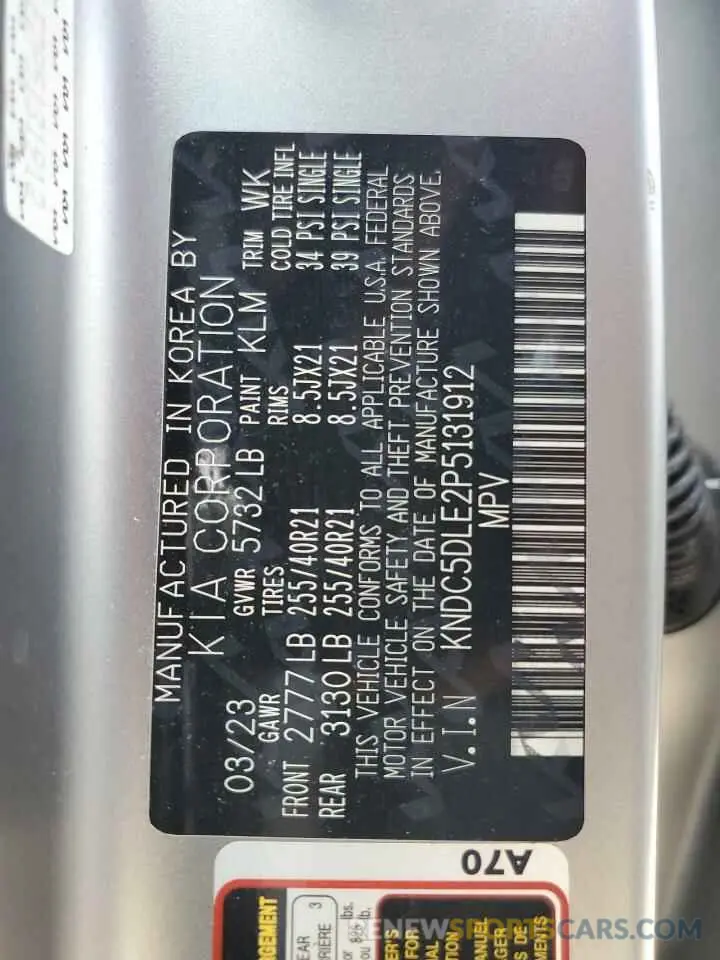 MANUFACTURED IN KOREA BY
KIA CORPORATION
03/23 GVWR 5732 LB PAINT KLM TRIM WK
GAWR TIRES RIMS COLD TIRE INFL
FRONT 2777 LB 255/40R21 8.5JX21 34 PSI SINGLE
REAR 3130 LB 255/40R21 8.5JX21 39 PSI SINGLE
THIS VEHICLE CONFORMS TO ALL APPLICABLE U.S.A. FEDERAL
MOTOR VEHICLE SAFETY AND THEFT PREVENTION STANDARDS
IN EFFECT ON THE DATE OF MANUFACTURE SHOWN ABOVE.
V.I.N KNDC5DLE2P5131912
MPV
A70
RENEWSPORTSCARS.COM